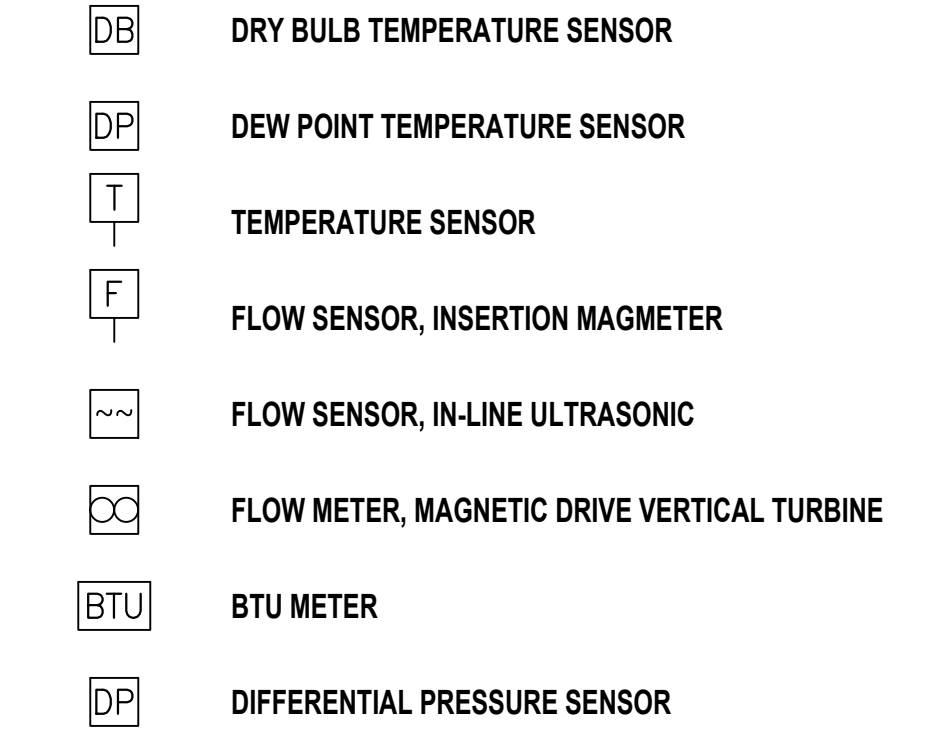 DB DRY BULB TEMPERATURE SENSOR
DP DEW POINT TEMPERATURE SENSOR
T TEMPERATURE SENSOR
F FLOW SENSOR, INSERTION MAGMETER
~~ FLOW SENSOR, IN-LINE ULTRASONIC
FLOW METER, MAGNETIC DRIVE VERTICAL TURBINE
BTU BTU METER
DP DIFFERENTIAL PRESSURE SENSOR